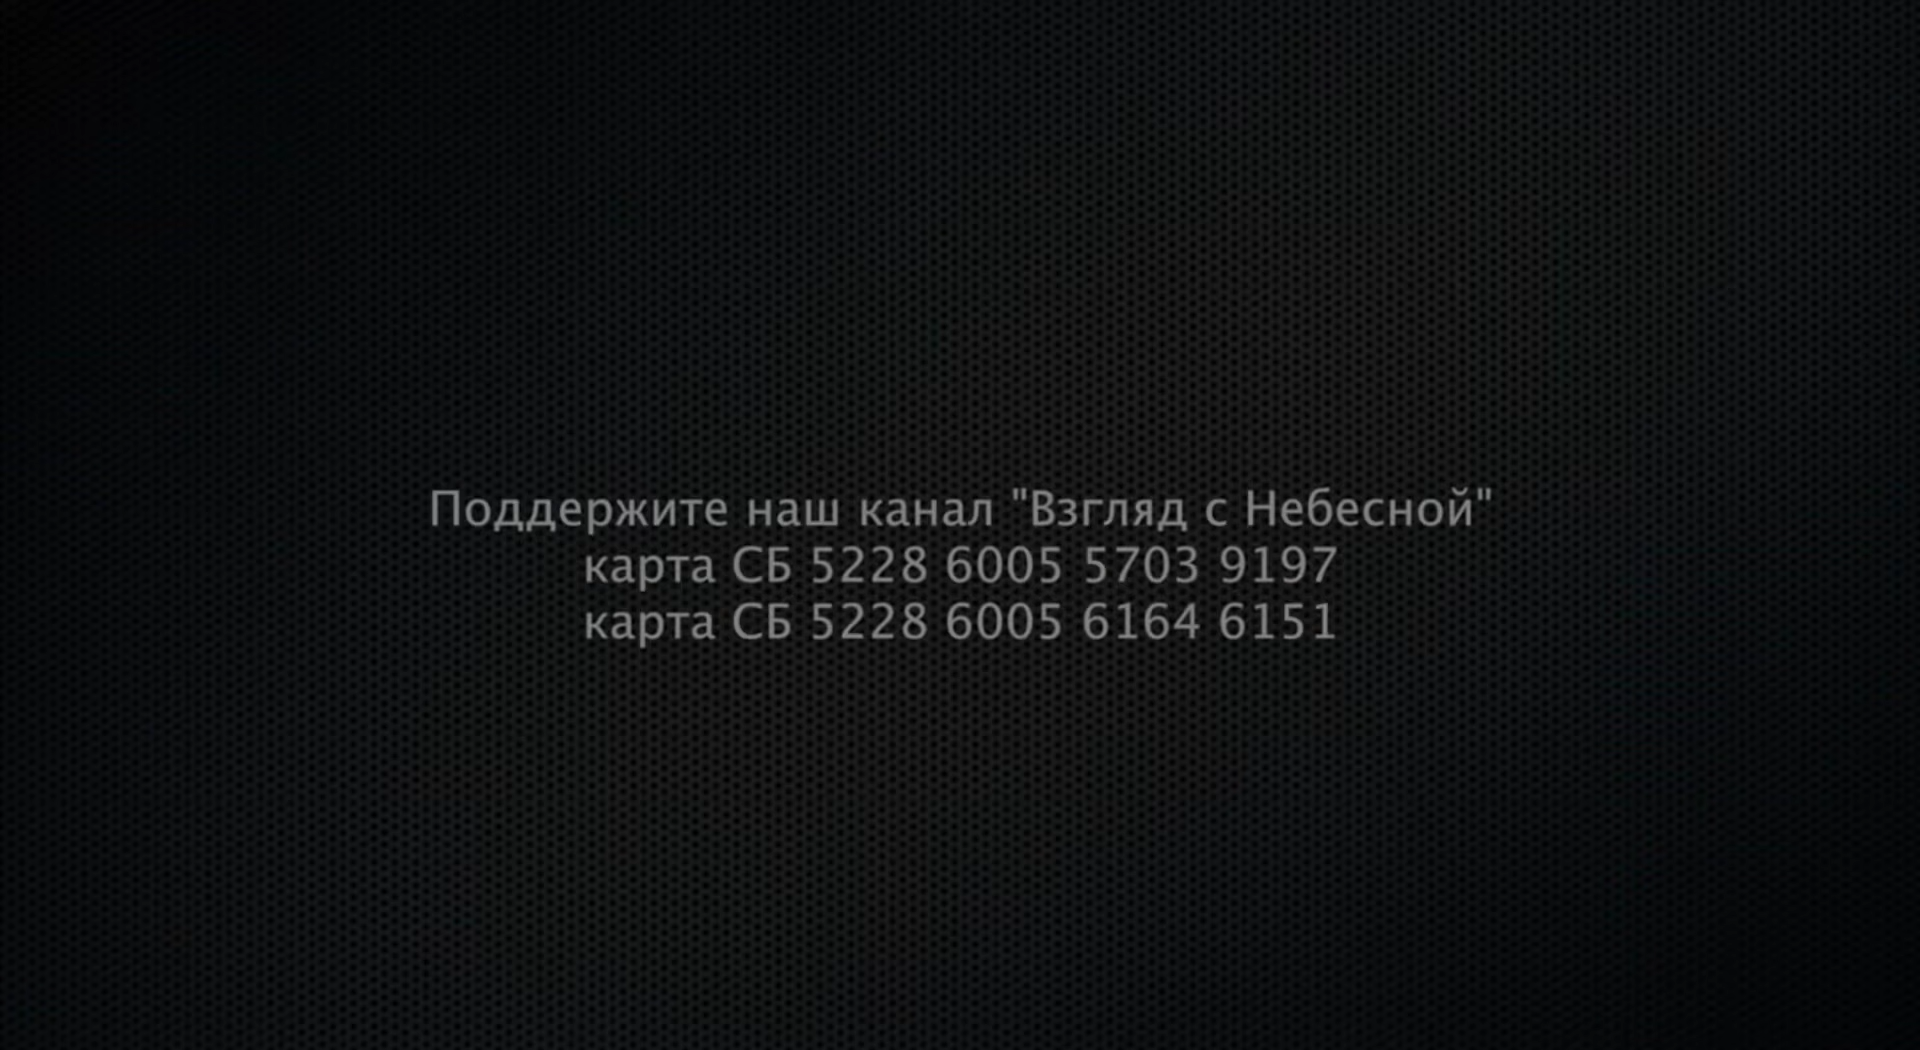 Поддержите наш канал "Взгляд с Небесной"
карта СБ 5228 6005 5703 9197
карта СБ 5228 6005 6164 6151